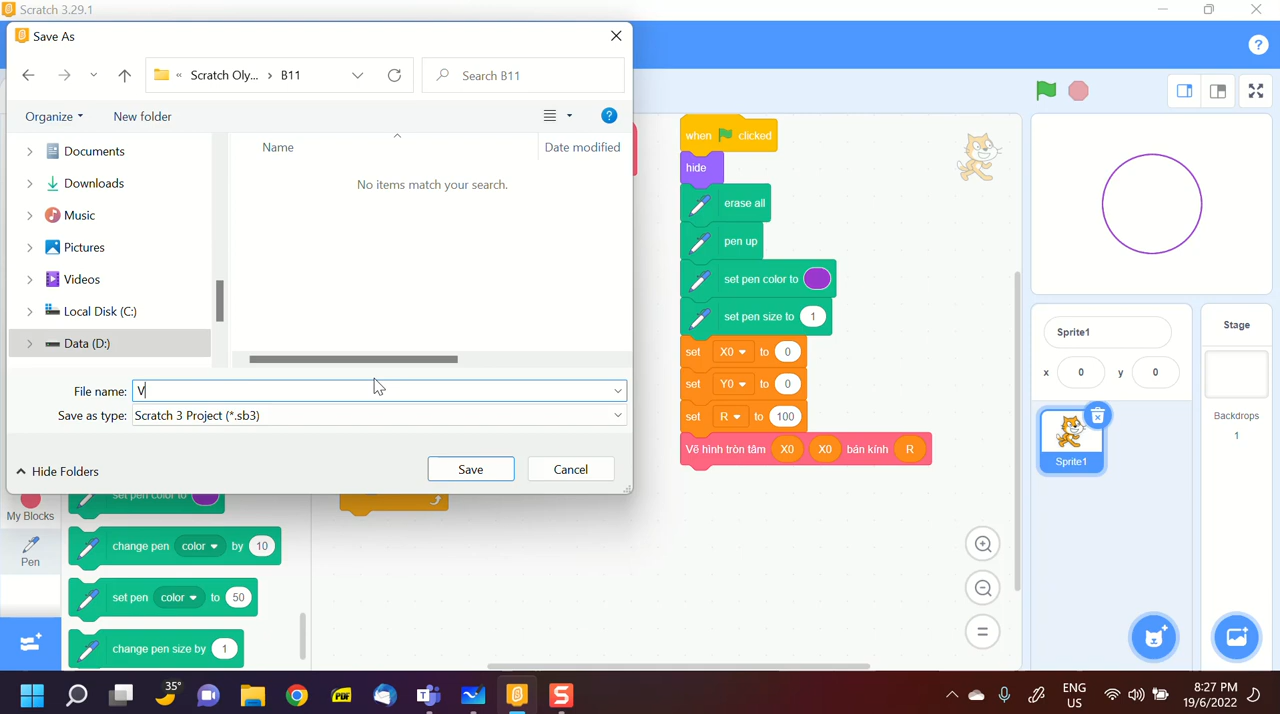 Scratch 3.29.1
Save As
« Scratch Oly... › B11
Search B11
Organize
New folder
Name
Date modified
Documents
Downloads
Music
Pictures
Videos
Local Disk (C:)
Data (D:)
No items match your search.
File name: V
Save as type: Scratch 3 Project (*.sb3)
Hide Folders
Save
Cancel
My Blocks
Pen
set pen color to
change pen color by 10
set pen color to 50
change pen size by 1
when clicked
hide
erase all
pen up
set pen color to
set pen size to 1
set X0 to 0
set Y0 to 0
set R to 100
Vẽ hình tròn tâm X0 X0 bán kính R
Sprite1
x 0 y 0
Sprite1
Stage
Backdrops
1
35°
PDF
ENG
US
8:27 PM
19/6/2022